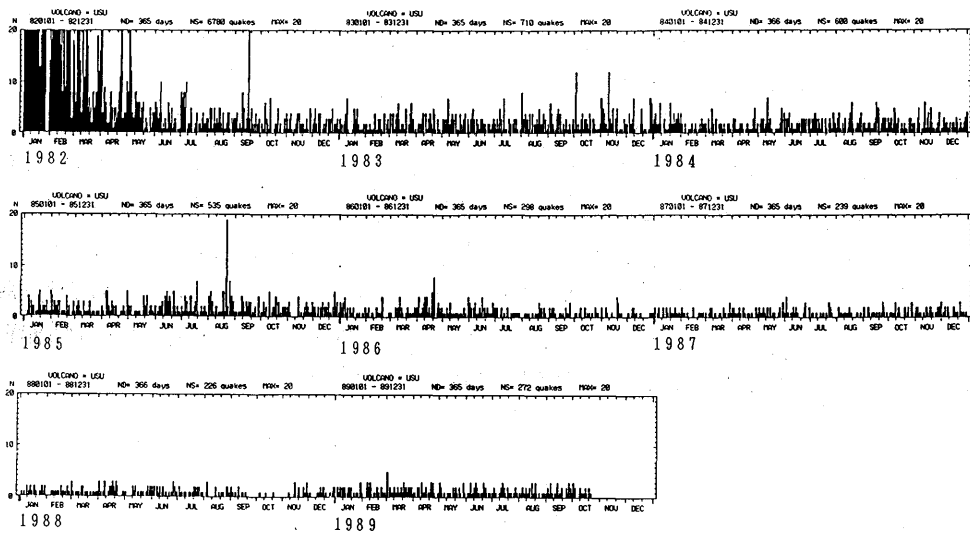 VOLCANO = USU VOLCANO = USU VOLCANO = USU
N 820101 - 821231 ND= 365 days NS= 6780 quakes MAX= 20 830101 - 831231 ND= 365 days NS= 710 quakes MAX= 20 840101 - 841231 ND= 366 days NS= 600 quakes MAX= 20
20
10
0
JAN FEB MAR APR MAY JUN JUL AUG SEP OCT NOV DEC JAN FEB MAR APR MAY JUN JUL AUG SEP OCT NOV DEC JAN FEB MAR APR MAY JUN JUL AUG SEP OCT NOV DEC
1982 1983 1984
VOLCANO = USU VOLCANO = USU VOLCANO = USU
N 850101 - 851231 ND= 365 days NS= 535 quakes MAX= 20 860101 - 861231 ND= 365 days NS= 298 quakes MAX= 20 870101 - 871231 ND= 365 days NS= 239 quakes MAX= 20
20
10
0
JAN FEB MAR APR MAY JUN JUL AUG SEP OCT NOV DEC JAN FEB MAR APR MAY JUN JUL AUG SEP OCT NOV DEC JAN FEB MAR APR MAY JUN JUL AUG SEP OCT NOV DEC
1985 1986 1987
VOLCANO = USU VOLCANO = USU
N 880101 - 881231 ND= 366 days NS= 226 quakes MAX= 20 890101 - 891231 ND= 365 days NS= 272 quakes MAX= 20
20
10
0
JAN FEB MAR APR MAY JUN JUL AUG SEP OCT NOV DEC JAN FEB MAR APR MAY JUN JUL AUG SEP OCT NOV DEC
1988 1989